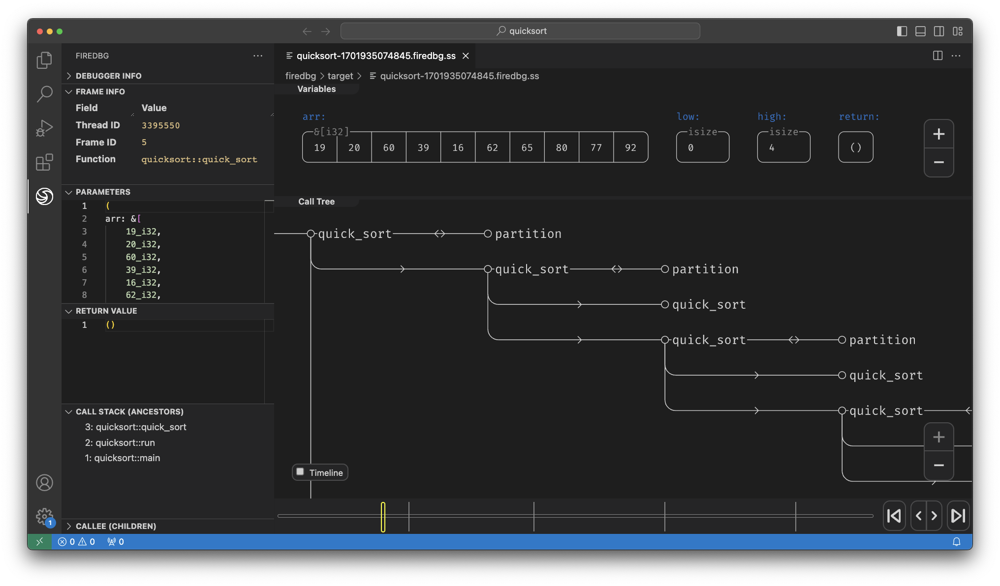 quicksort
FIREDBG
DEBUGGER INFO
FRAME INFO
Field Value
Thread ID 3395550
Frame ID 5
Function quicksort::quick_sort
PARAMETERS
1 (
2 arr: &[
3 19_i32,
4 20_i32,
5 60_i32,
6 39_i32,
7 16_i32,
8 62_i32,
RETURN VALUE
1 ()
CALL STACK (ANCESTORS)
3: quicksort::quick_sort
2: quicksort::run
1: quicksort::main
CALLEE (CHILDREN)
quicksort-1701935074845.firedbg.ss
firedbg > target > quicksort-1701935074845.firedbg.ss
Variables
arr: low: high: return:
&[i32] isize isize
19 20 60 39 16 62 65 80 77 92 0 4 ()
+
−
Call Tree
quick_sort partition
quick_sort partition
quick_sort
quick_sort partition
quick_sort
quick_sort
+
−
Timeline
1
0 0 0